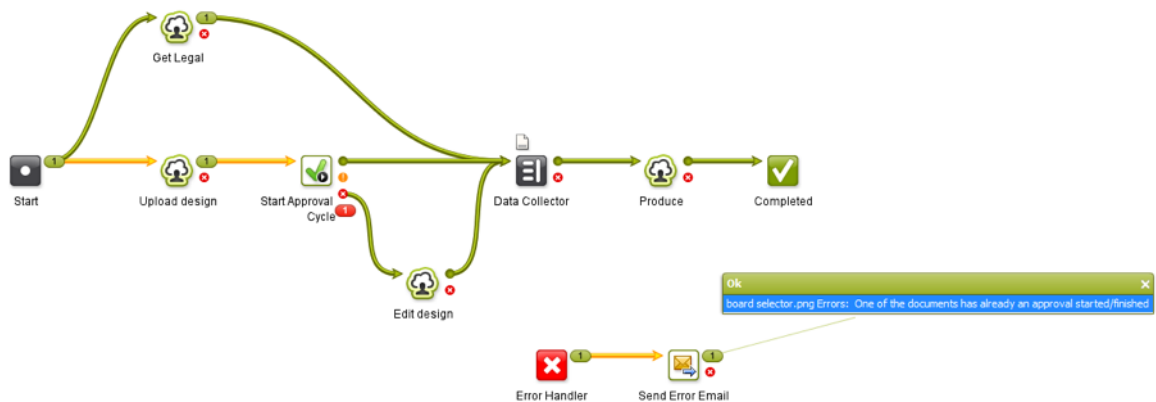 1
Get Legal
1
1
Start
Upload design
Start Approval
Cycle
1
Data Collector
Produce
Completed
Edit design
Ok
board selector.png Errors: One of the documents has already an approval started/finished
1
1
Error Handler
Send Error Email